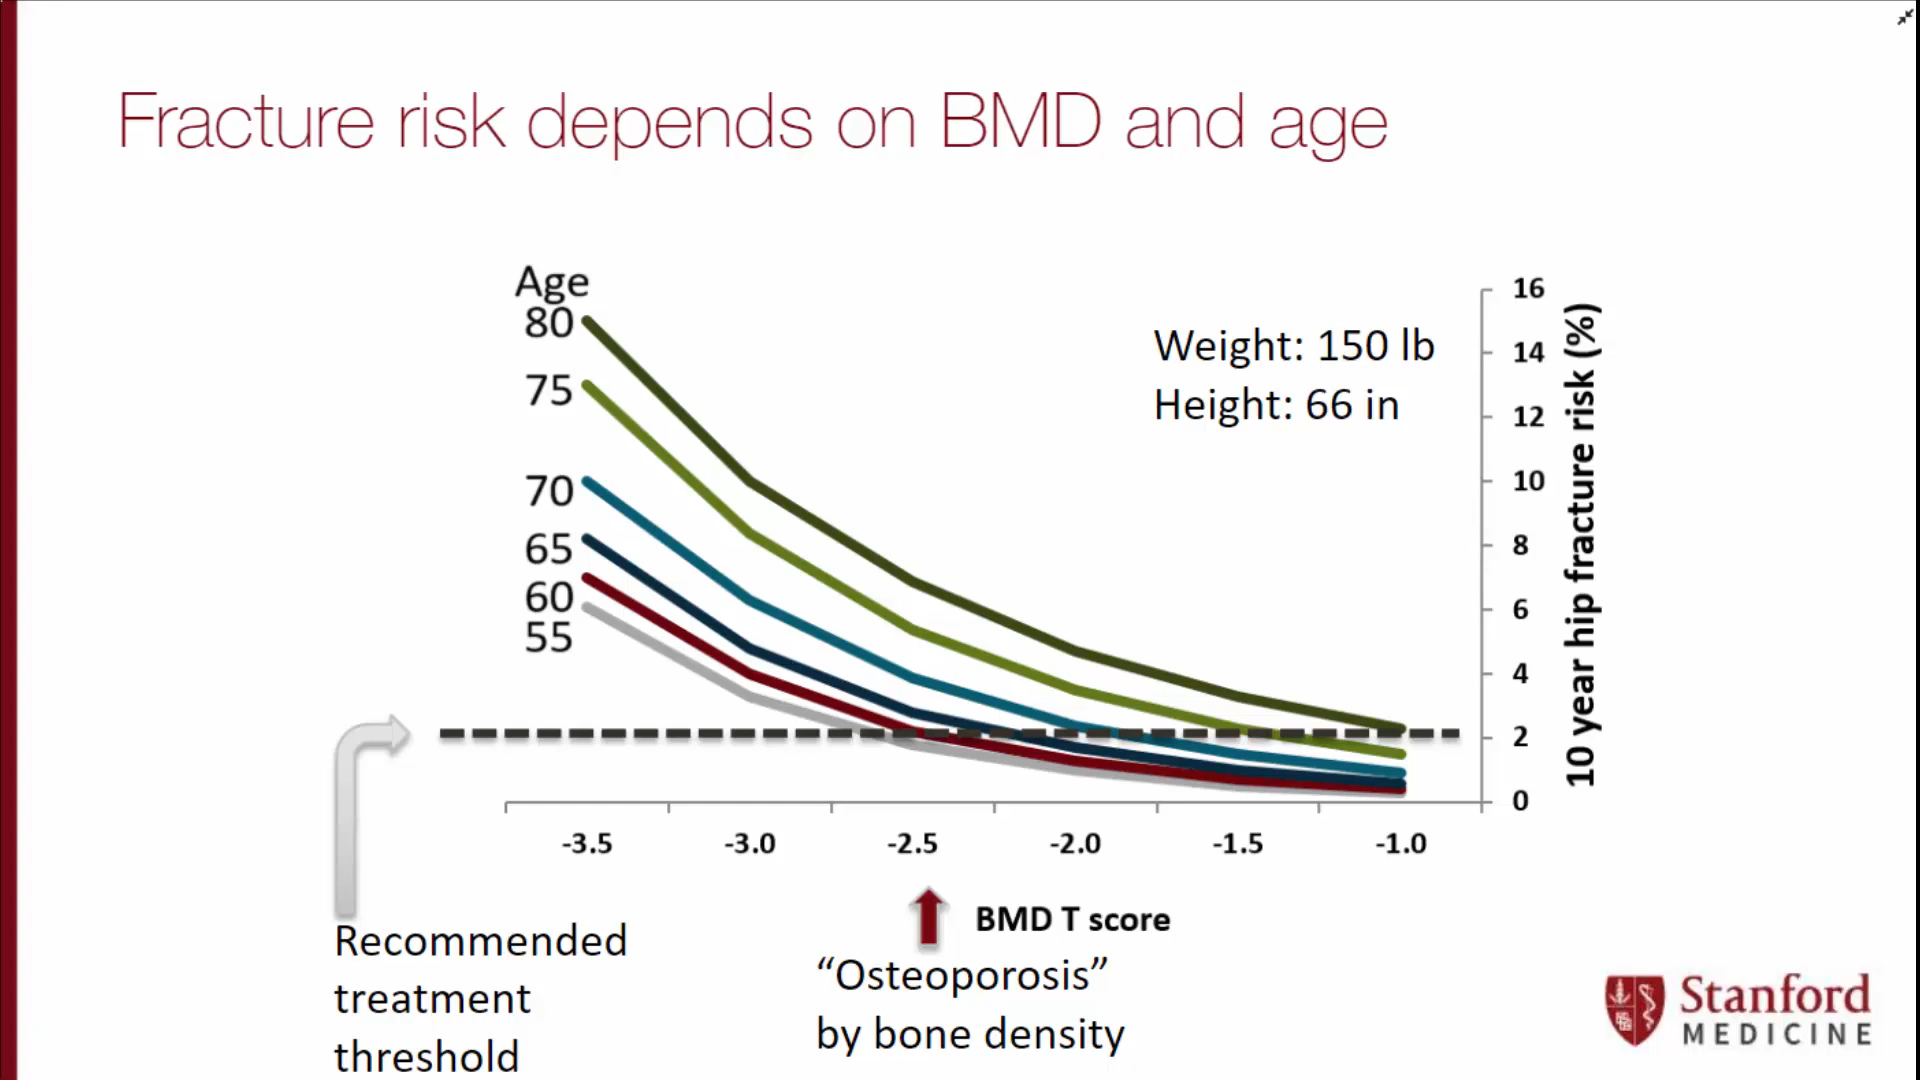 Fracture risk depends on BMD and age
Age
80
75
70
65
60
55
Weight: 150 lb
Height: 66 in
16
14
12
10
8
6
4
2
0
10 year hip fracture risk (%)
-3.5 -3.0 -2.5 -2.0 -1.5 -1.0
BMD T score
Recommended
treatment
threshold
“Osteoporosis”
by bone density
Stanford
MEDICINE